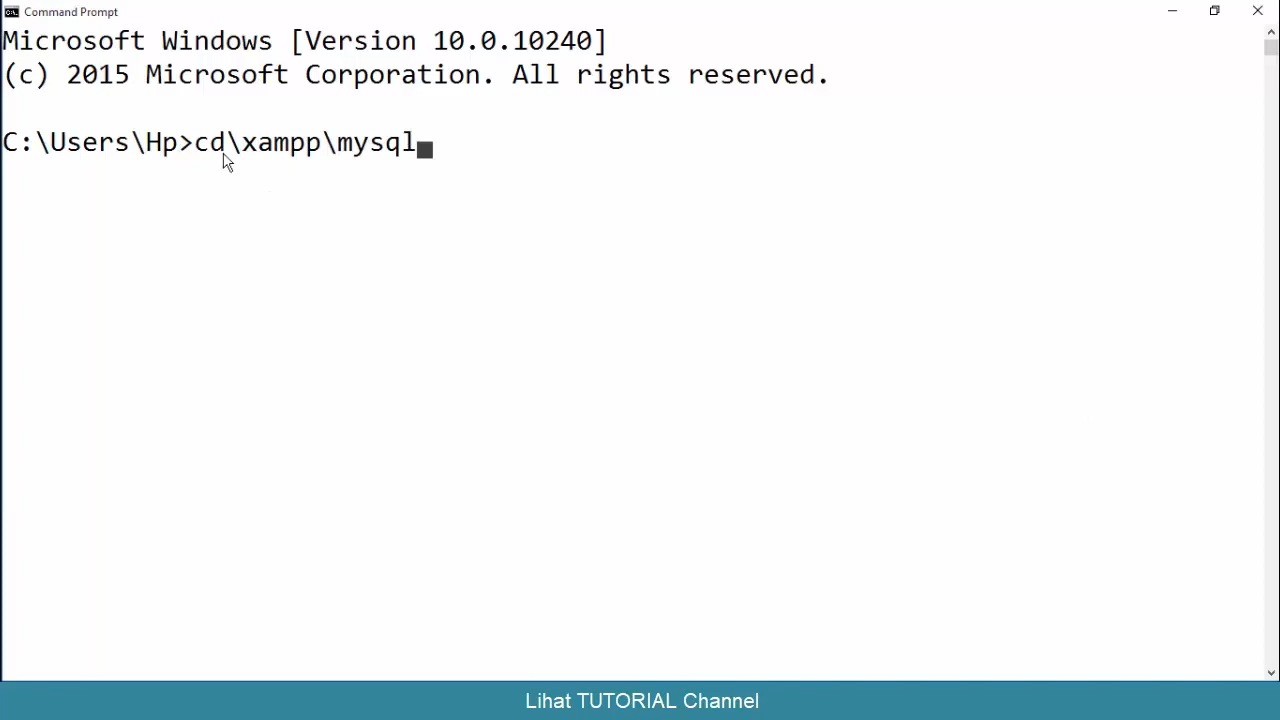 Command Prompt
Microsoft Windows [Version 10.0.10240]
(c) 2015 Microsoft Corporation. All rights reserved.
C:\Users\Hp>cd\xampp\mysql
Lihat TUTORIAL Channel